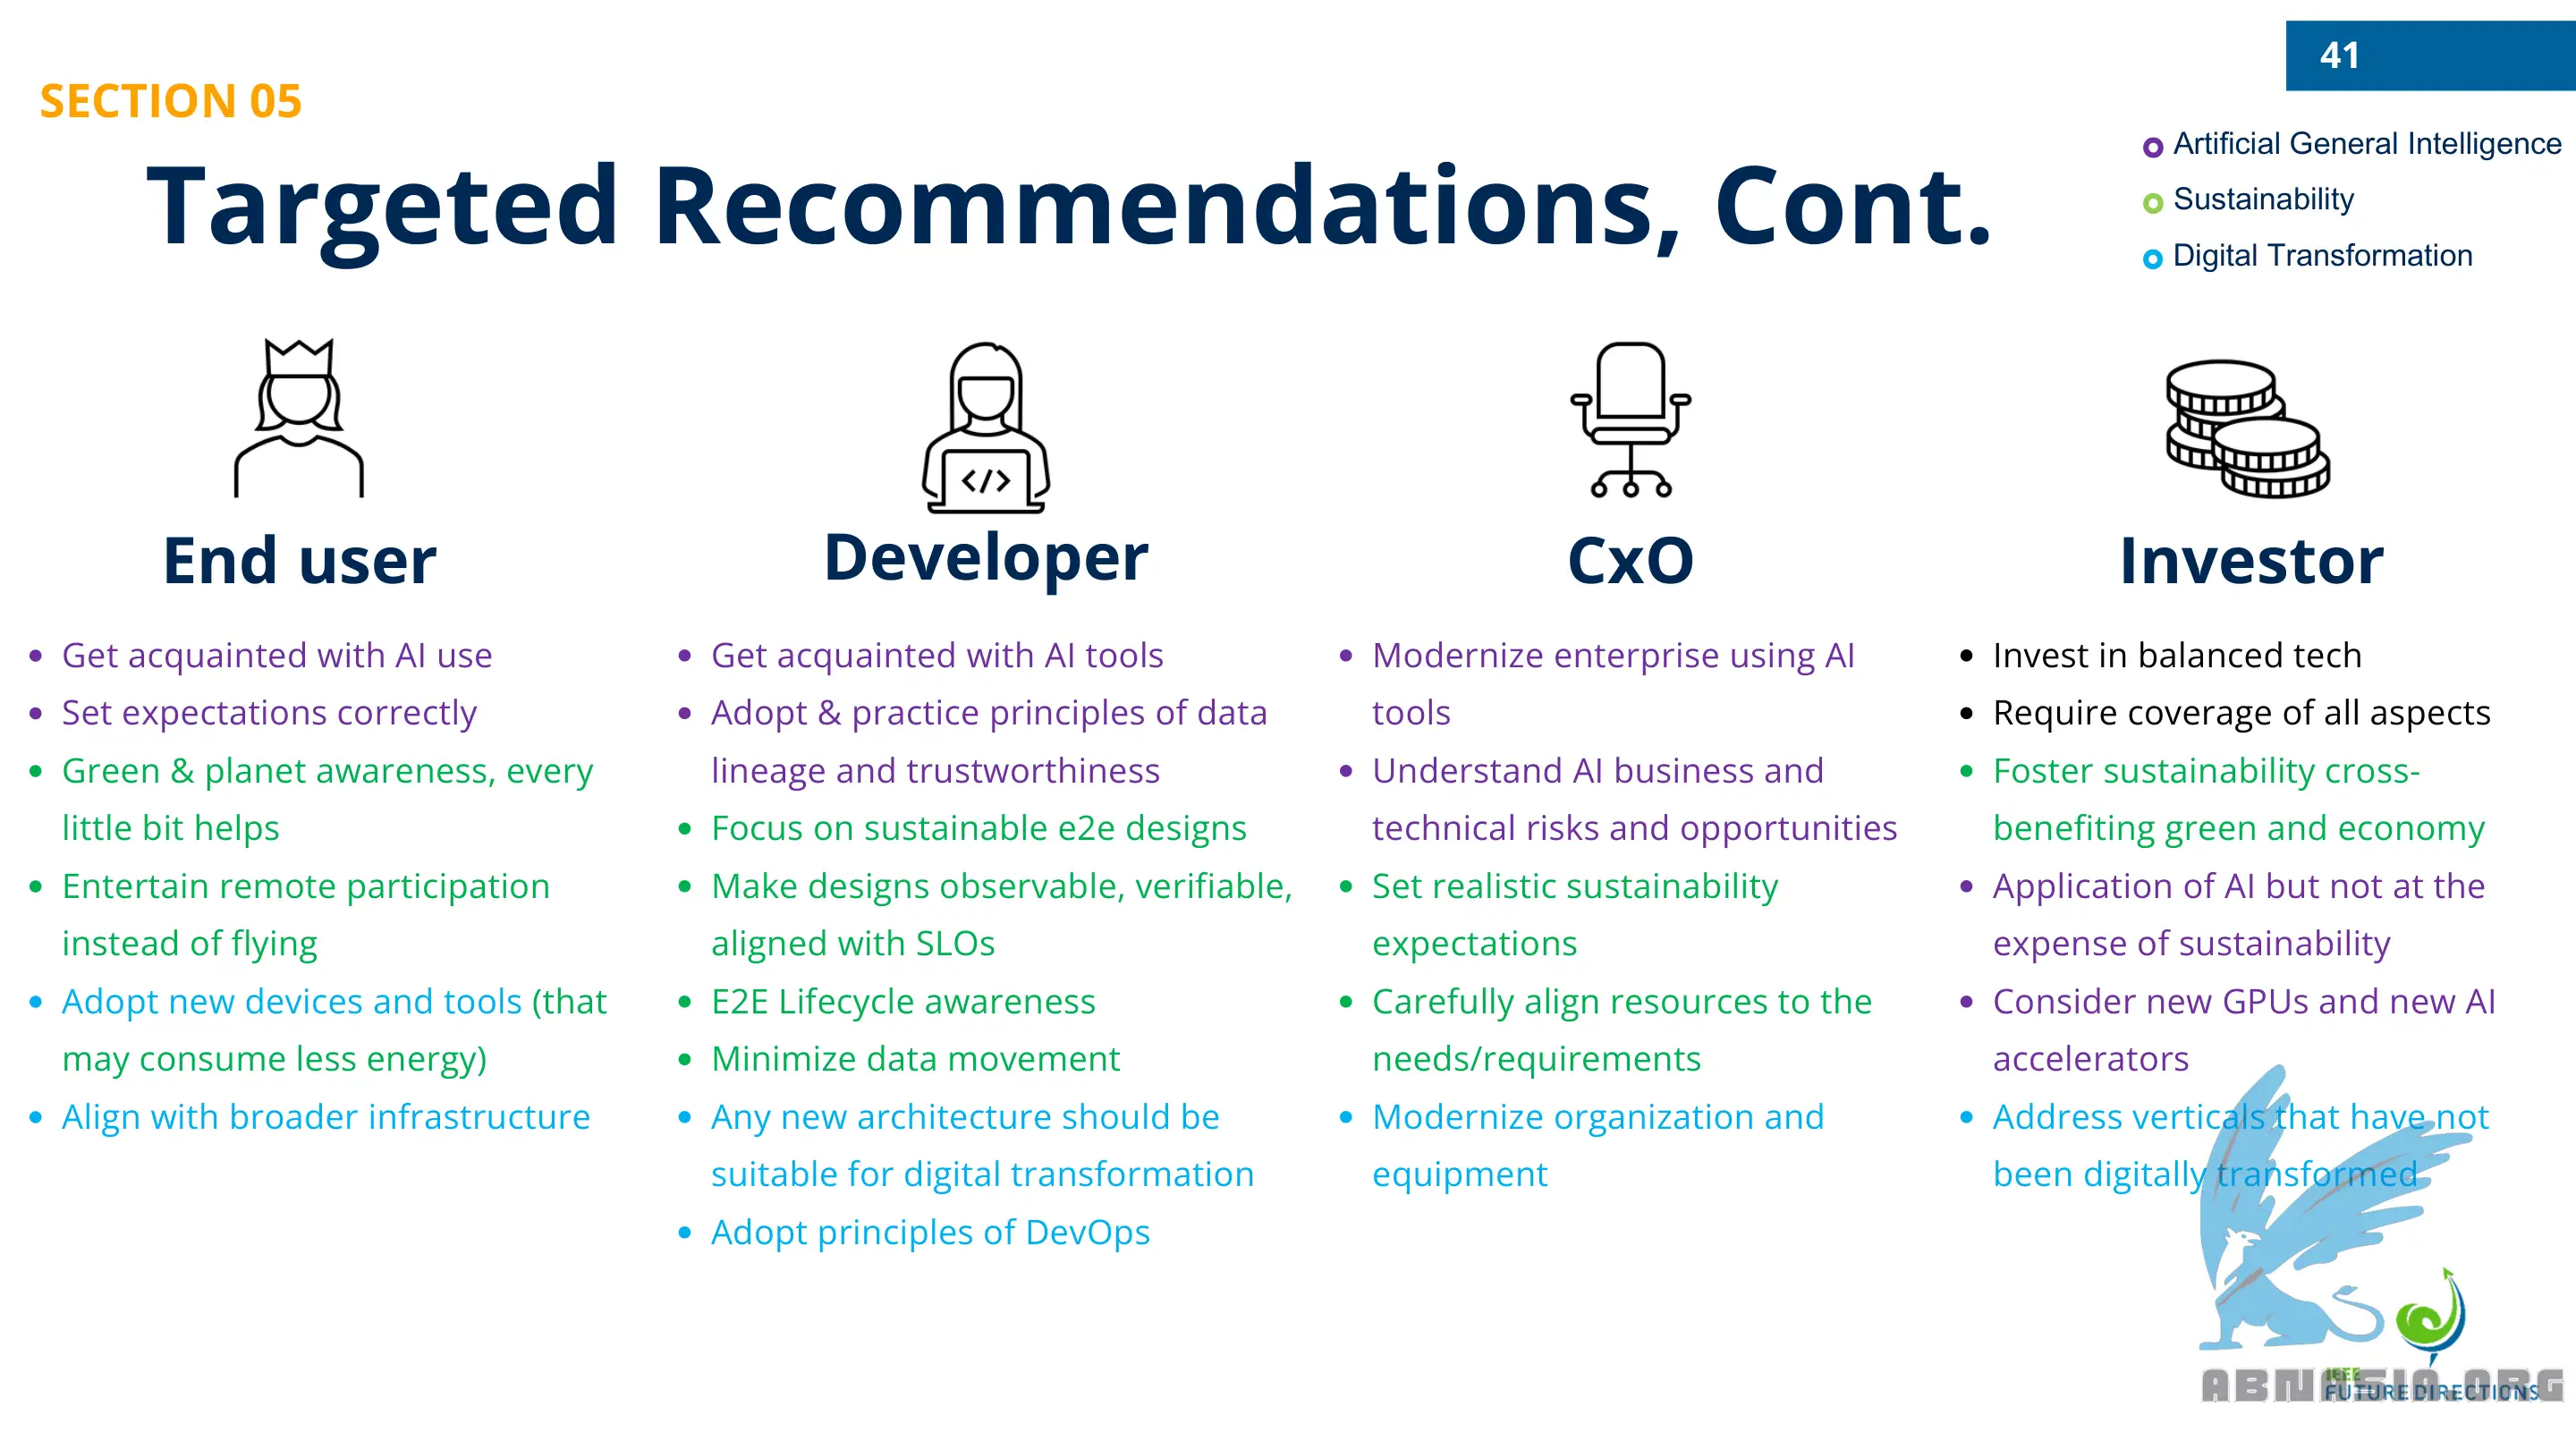 41
SECTION 05
Targeted Recommendations, Cont.
Artificial General Intelligence
Sustainability
Digital Transformation
End user
• Get acquainted with AI use
• Set expectations correctly
• Green & planet awareness, every
little bit helps
• Entertain remote participation
instead of flying
• Adopt new devices and tools (that
may consume less energy)
• Align with broader infrastructure
Developer
</>
• Get acquainted with AI tools
• Adopt & practice principles of data
lineage and trustworthiness
• Focus on sustainable e2e designs
• Make designs observable, verifiable,
aligned with SLOs
• E2E Lifecycle awareness
• Minimize data movement
• Any new architecture should be
suitable for digital transformation
• Adopt principles of DevOps
CxO
• Modernize enterprise using AI
tools
• Understand AI business and
technical risks and opportunities
• Set realistic sustainability
expectations
• Carefully align resources to the
needs/requirements
• Modernize organization and
equipment
Investor
• Invest in balanced tech
• Require coverage of all aspects
• Foster sustainability cross-
benefiting green and economy
• Application of AI but not at the
expense of sustainability
• Consider new GPUs and new AI
accelerators
• Address verticals that have not
been digitally transformed
IEEE
FUTURE DIRECTIONS
ABNASIA.ORG